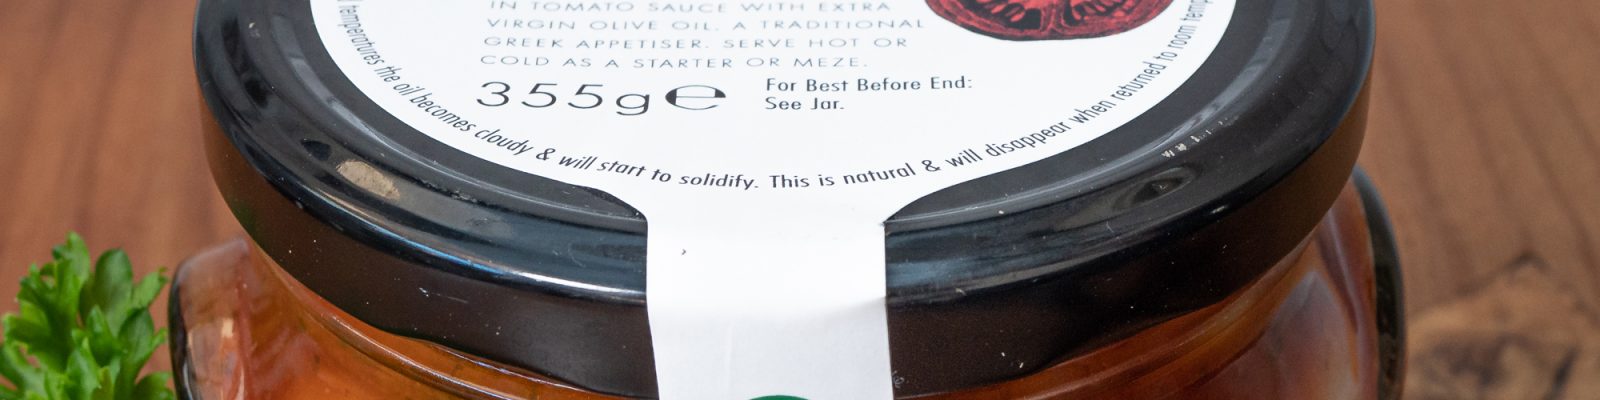 IN TOMATO SAUCE WITH EXTRA
VIRGIN OLIVE OIL. A TRADITIONAL
GREEK APPETISER. SERVE HOT OR
COLD AS A STARTER OR MEZE.
355g℮
For Best Before End:
See Jar.
temperatures the oil becomes cloudy & will start to solidify. This is natural & will disappear when returned to room